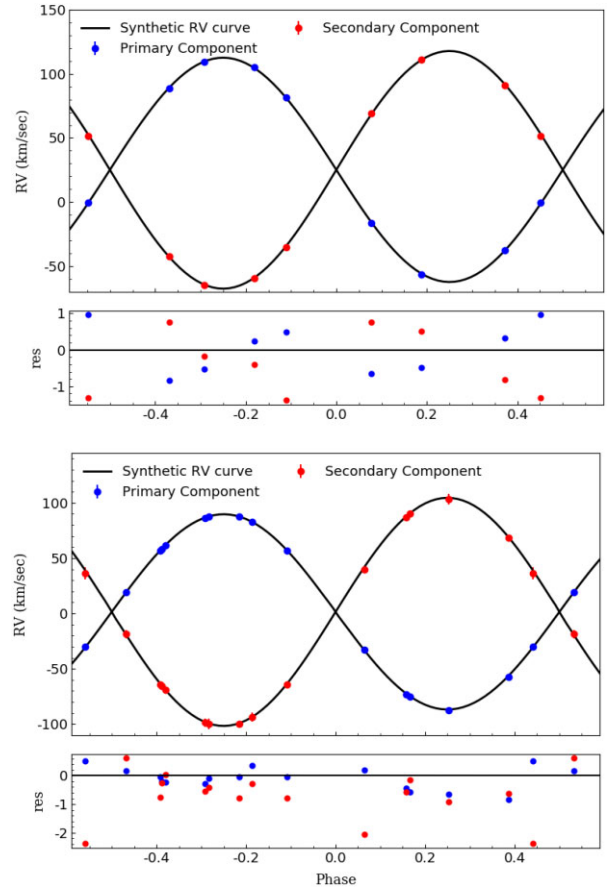 150
Synthetic RV curve
Secondary Component
Primary Component
100
50
0
-50
RV (km/sec)
1
0
-1
res
-0.4 -0.2 0.0 0.2 0.4
Synthetic RV curve
Secondary Component
Primary Component
100
50
0
-50
-100
RV (km/sec)
0
-1
-2
res
-0.4 -0.2 0.0 0.2 0.4
Phase